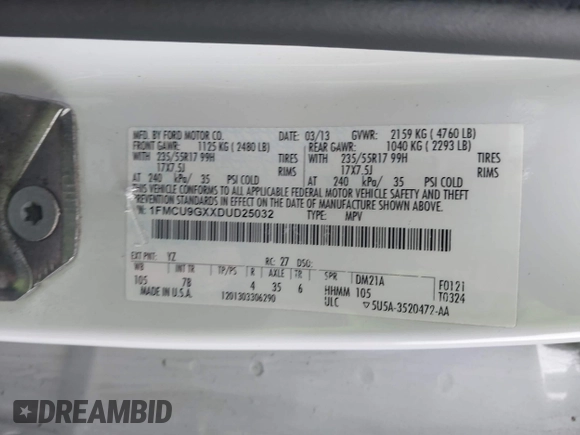 MFD. BY FORD MOTOR CO. DATE: 03/13 GVWR: 2159 KG ( 4760 LB)
FRONT GAWR: 1125 KG ( 2480 LB) REAR GAWR: 1040 KG ( 2293 LB)
WITH 235/55R17 99H TIRES WITH 235/55R17 99H TIRES
17X7.5J RIMS 17X7.5J RIMS
AT 240 kPa/ 35 PSI COLD AT 240 kPa/ 35 PSI COLD
THIS VEHICLE CONFORMS TO ALL APPLICABLE FEDERAL MOTOR VEHICLE SAFETY AND THEFT
PREVENTION STANDARDS IN EFFECT ON THE DATE OF MANUFACTURE SHOWN ABOVE.
VIN: 1FMCU9GXXDUD25032 TYPE: MPV
EXT PNT: YZ RC: 27 DSO:
WB INT TR TP/PS R AXLE TR SPR DM21A F0121
105 7B 4 35 6 HHMM 105 T0324
MADE IN U.S.A. 1201303306290 ULC ▽5U5A-3520472-AA
DREAMBID